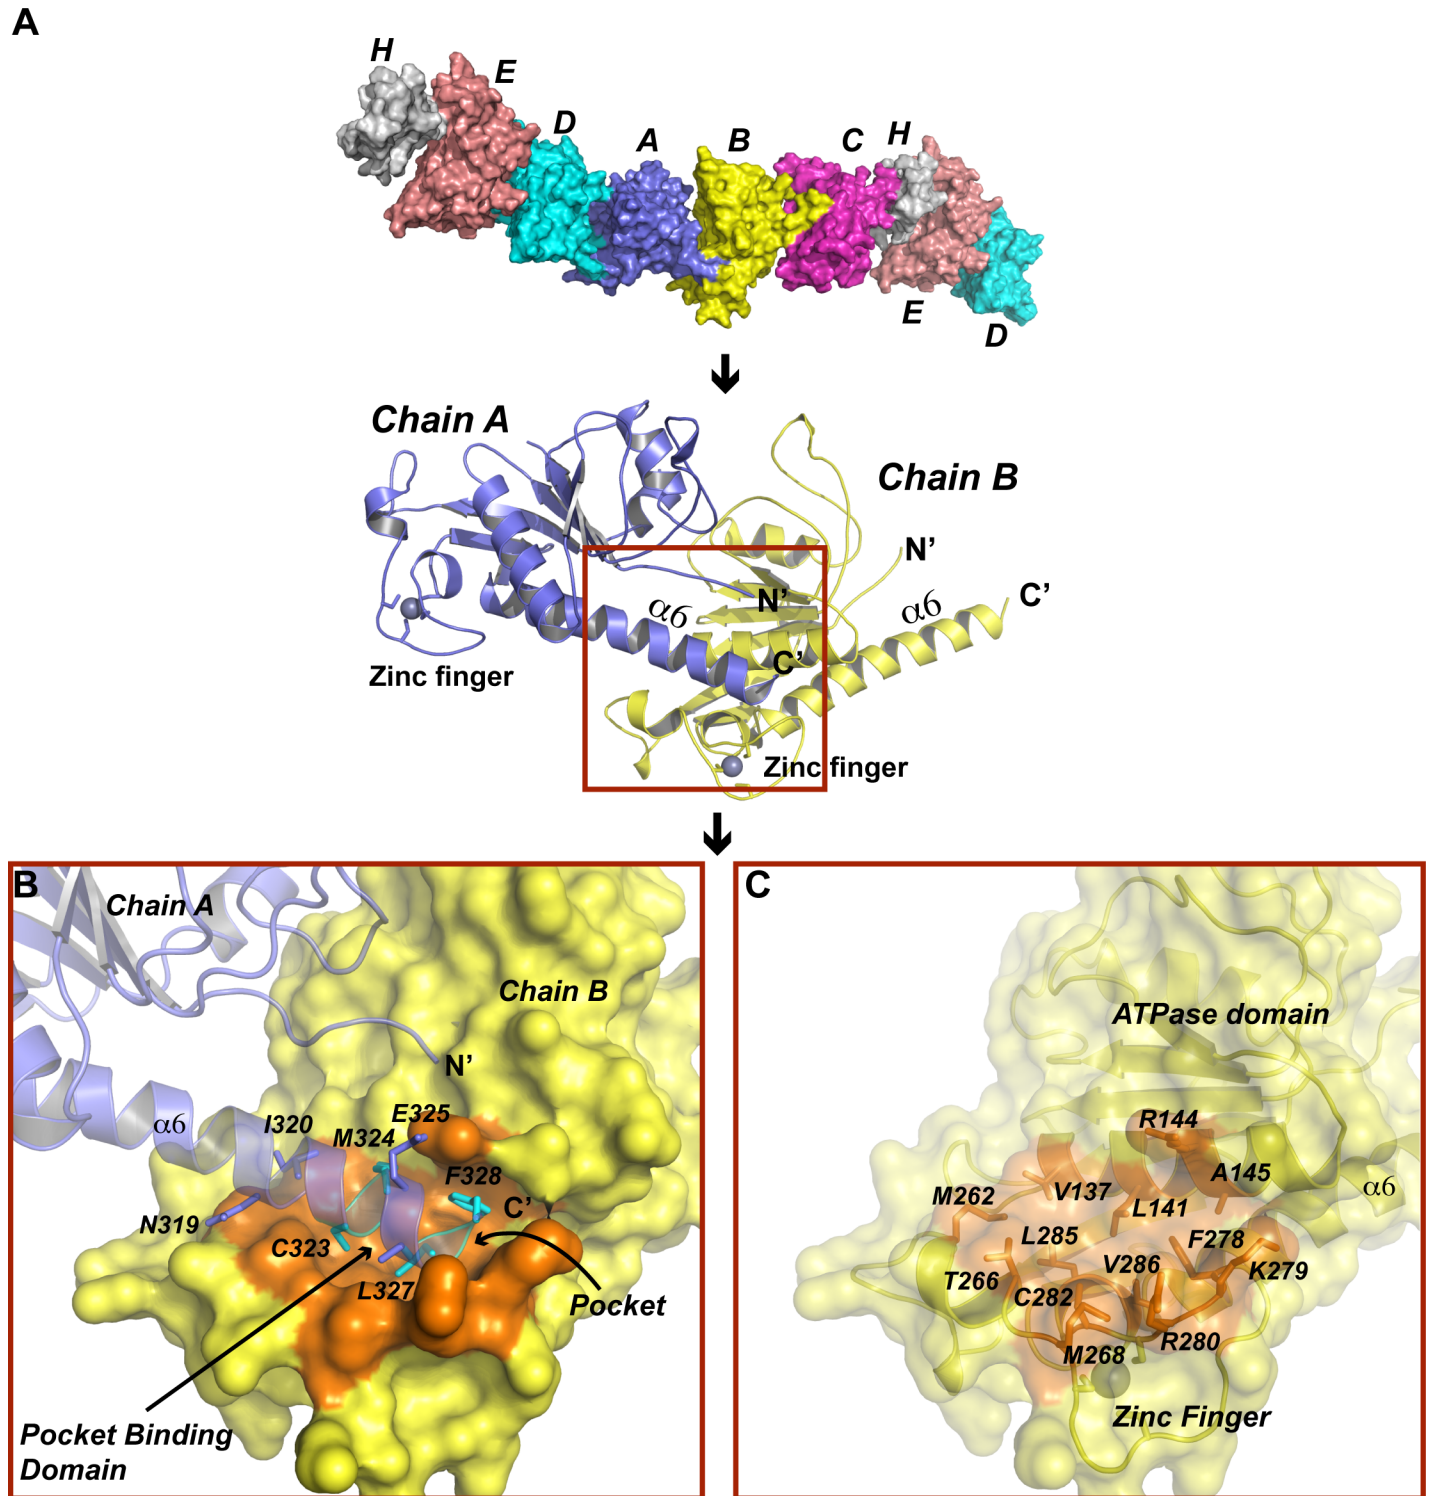 A
H
E
D
A
B
C
H
E
D
Chain A
Chain B
N’
α6
N’
α6
C’
C’
Zinc finger
Zinc finger
B
Chain A
Chain B
N’
α6
I320
M324
E325
F328
C’
N319
C323
L327
Pocket
Pocket Binding
Domain
C
ATPase domain
R144
A145
α6
M262
V137
L141
L285
F278
V286
K279
T266
C282
R280
M268
Zinc Finger